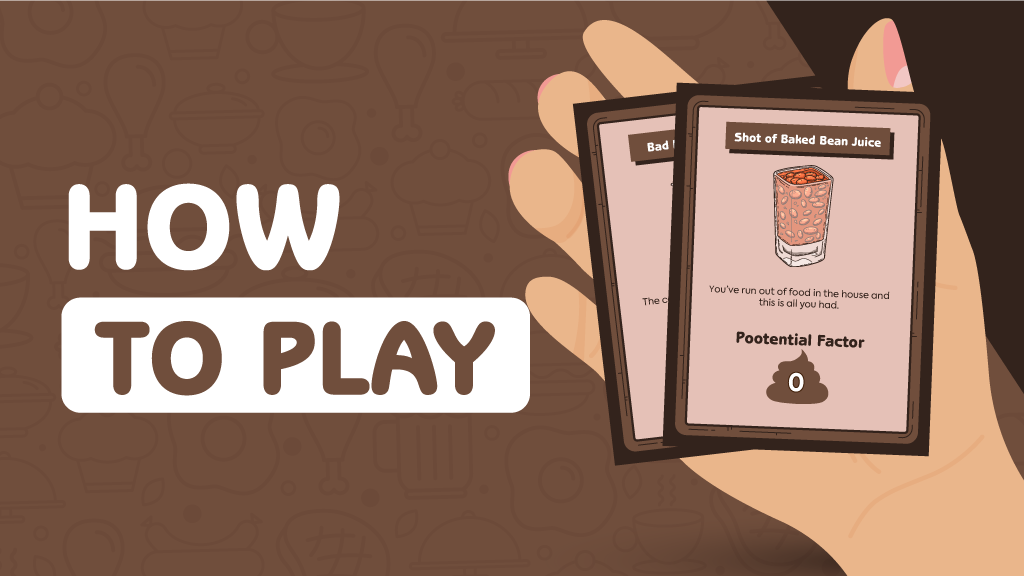 HOW
TO PLAY
Bad
The c
Shot of Baked Bean Juice
You've run out of food in the house and
this is all you had.
Pootential Factor
0